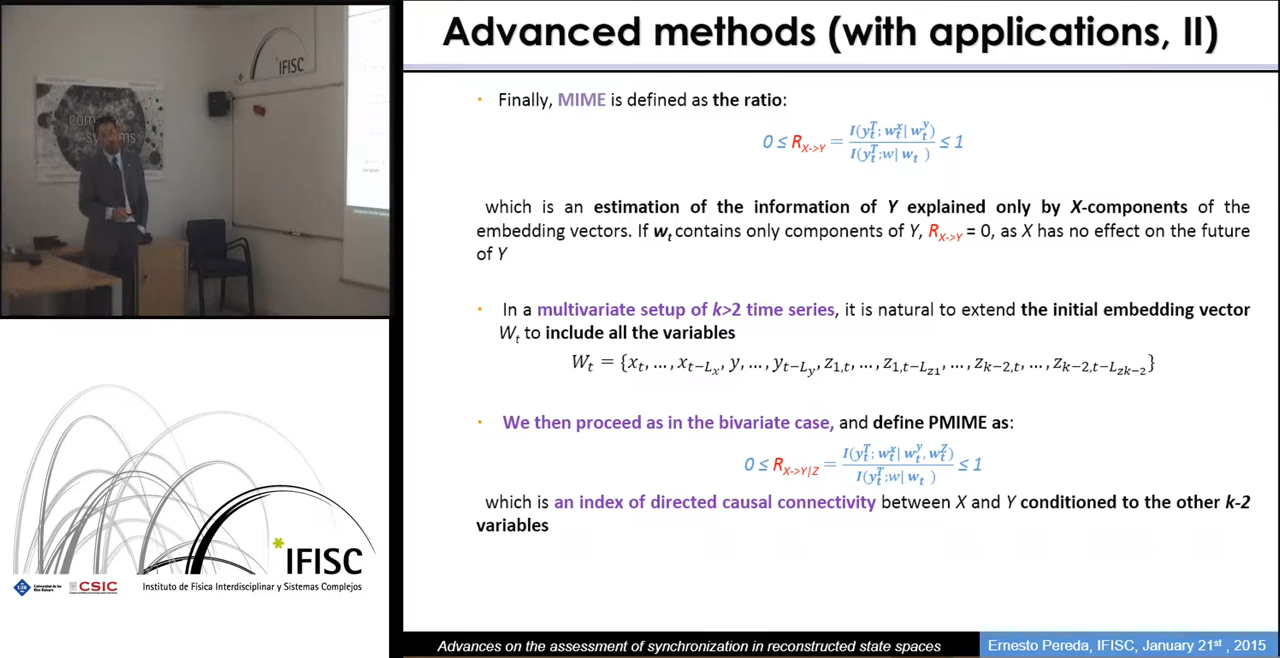 Advanced methods (with applications, II)
IFISC
complex
systems
• Finally, MIME is defined as the ratio:
0 ≤ R_{X->Y} = I(y_t^T; w_t^x | w_t^y) / I(y_t^T; w | w_t) ≤ 1
which is an estimation of the information of Y explained only by X-components of the
embedding vectors. If w_t contains only components of Y, R_{X->Y} = 0, as X has no effect on the future
of Y
• In a multivariate setup of k>2 time series, it is natural to extend the initial embedding vector
W_t to include all the variables
W_t = {x_t, …, x_{t−L_x}, y, …, y_{t−L_y}, z_{1,t}, …, z_{1,t−L_{z1}}, …, z_{k−2,t}, …, z_{k−2,t−L_{zk−2}}}
• We then proceed as in the bivariate case, and define PMIME as:
0 ≤ R_{X->Y|Z} = I(y_t^T; w_t^x | w_t^y, w_t^Z) / I(y_t^T; w | w_t) ≤ 1
which is an index of directed causal connectivity between X and Y conditioned to the other k-2
variables
*IFISC
CSIC
Instituto de Física Interdisciplinar y Sistemas Complejos
Advances on the assessment of synchronization in reconstructed state spaces
Ernesto Pereda, IFISC, January 21st , 2015